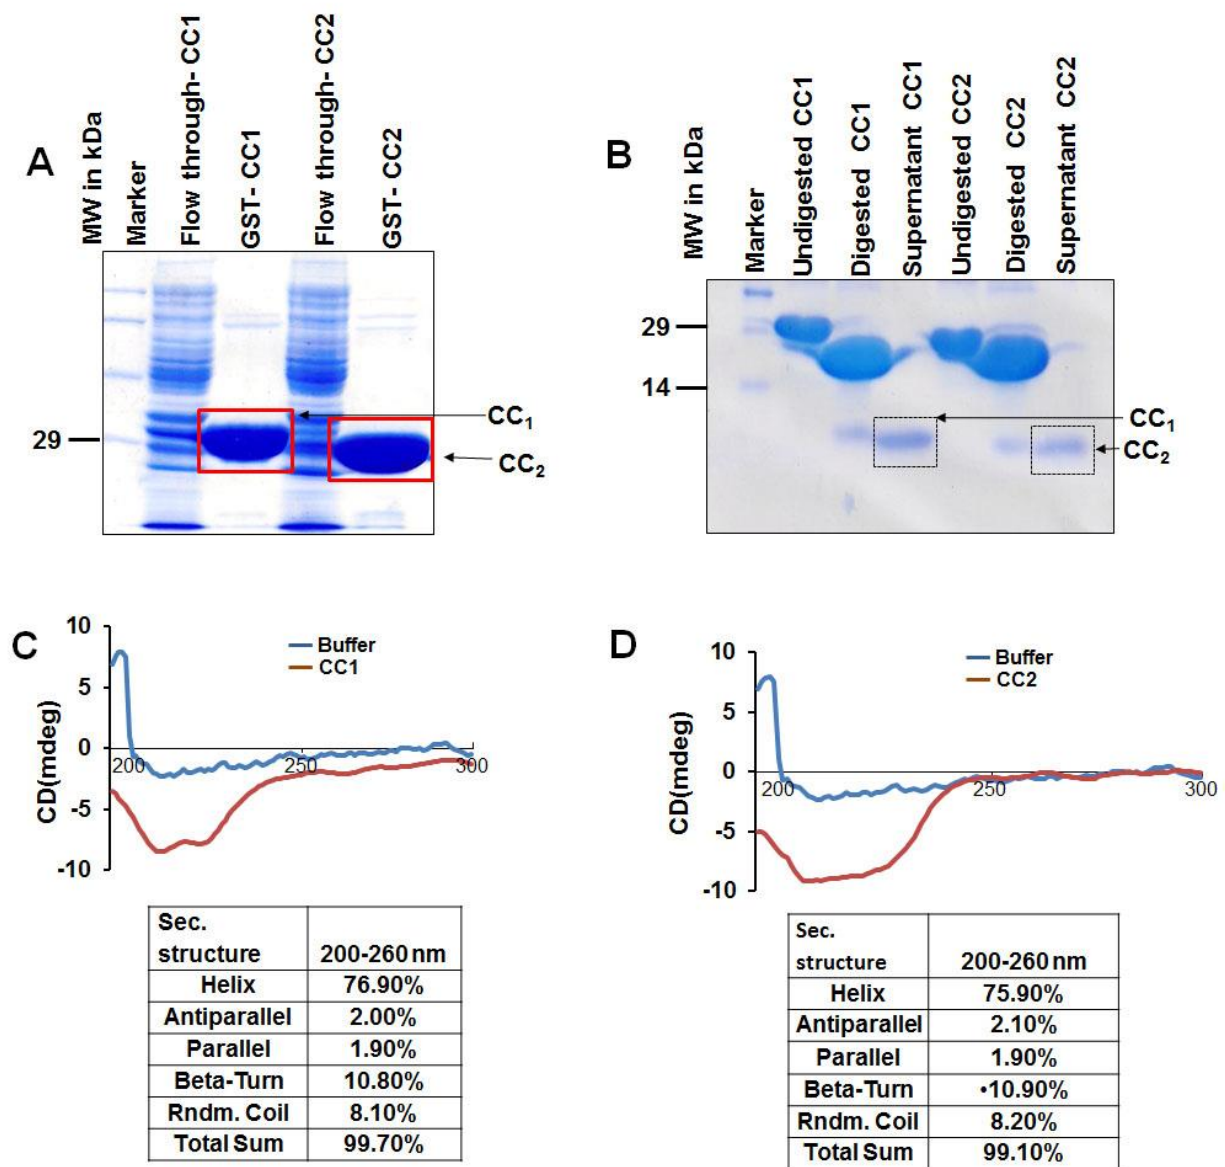 A
MW in kDa
Marker
Flow through- CC1
GST- CC1
Flow through- CC2
GST- CC2
29
CC1
CC2
B
MW in kDa
Marker
Undigested CC1
Digested CC1
Supernatant CC1
Undigested CC2
Digested CC2
Supernatant CC2
29
14
CC1
CC2
C
CD(mdeg)
10
5
0
-5
-10
200
250
300
Buffer
CC1
Sec. structure 200-260 nm
Helix 76.90%
Antiparallel 2.00%
Parallel 1.90%
Beta-Turn 10.80%
Rndm. Coil 8.10%
Total Sum 99.70%
D
CD(mdeg)
10
5
0
-5
-10
200
250
300
Buffer
CC2
Sec. structure 200-260 nm
Helix 75.90%
Antiparallel 2.10%
Parallel 1.90%
Beta-Turn •10.90%
Rndm. Coil 8.20%
Total Sum 99.10%